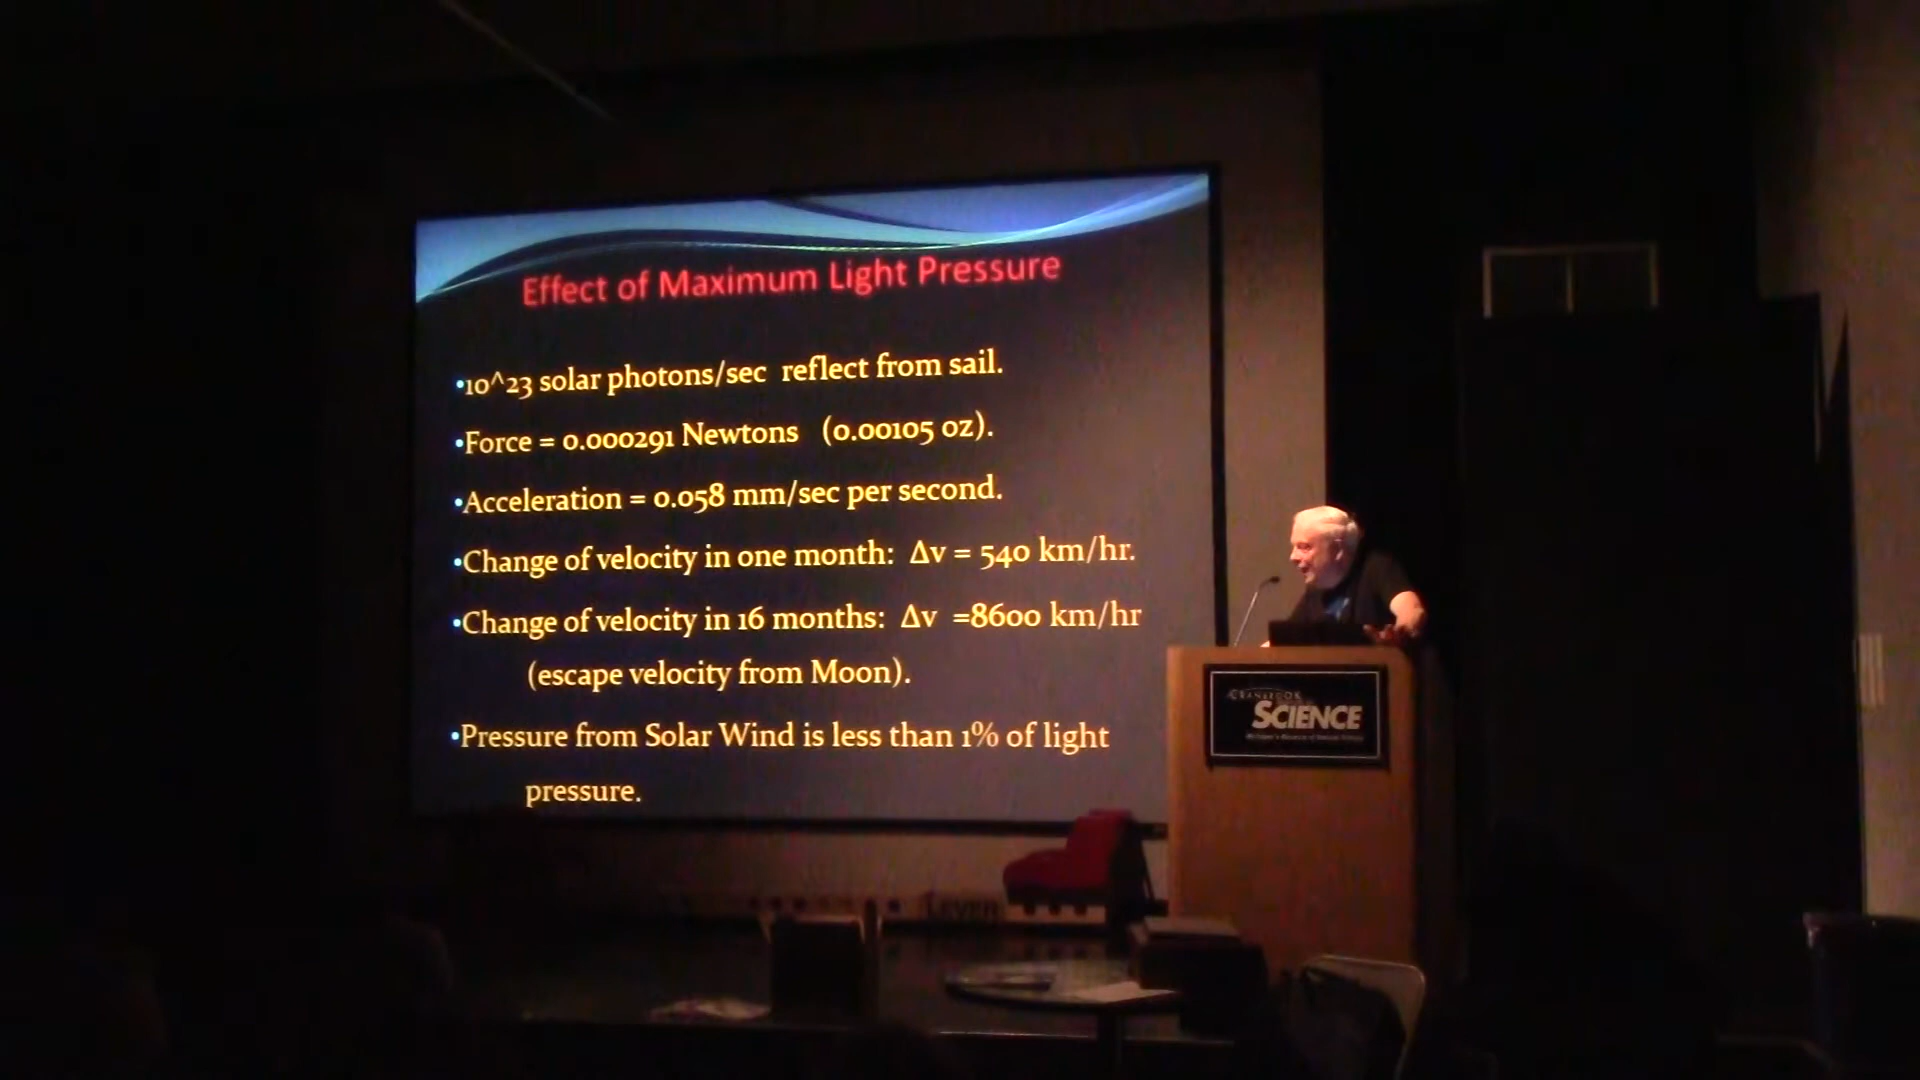 Effect of Maximum Light Pressure
•10^23 solar photons/sec reflect from sail.
•Force = 0.000291 Newtons (0.00105 oz).
•Acceleration = 0.058 mm/sec per second.
•Change of velocity in one month: Δv = 540 km/hr.
•Change of velocity in 16 months: Δv =8600 km/hr
(escape velocity from Moon).
•Pressure from Solar Wind is less than 1% of light
pressure.
CRANBROOK
SCIENCE